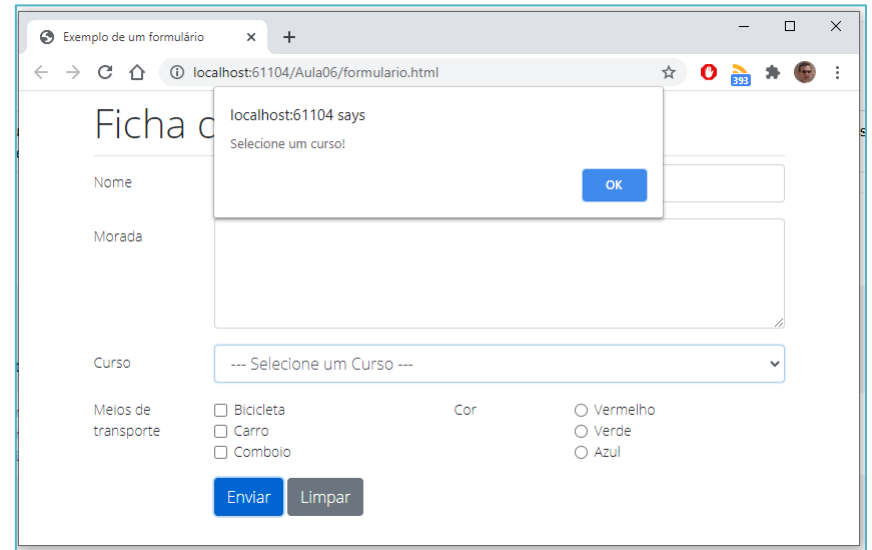 Exemplo de um formulário
localhost:61104/Aula06/formulario.html
393
localhost:61104 says
Selecione um curso!
OK
Ficha
Nome
Morada
Curso
--- Selecione um Curso ---
Meios de
transporte
Bicicleta
Carro
Comboio
Cor
Vermelho
Verde
Azul
Enviar
Limpar